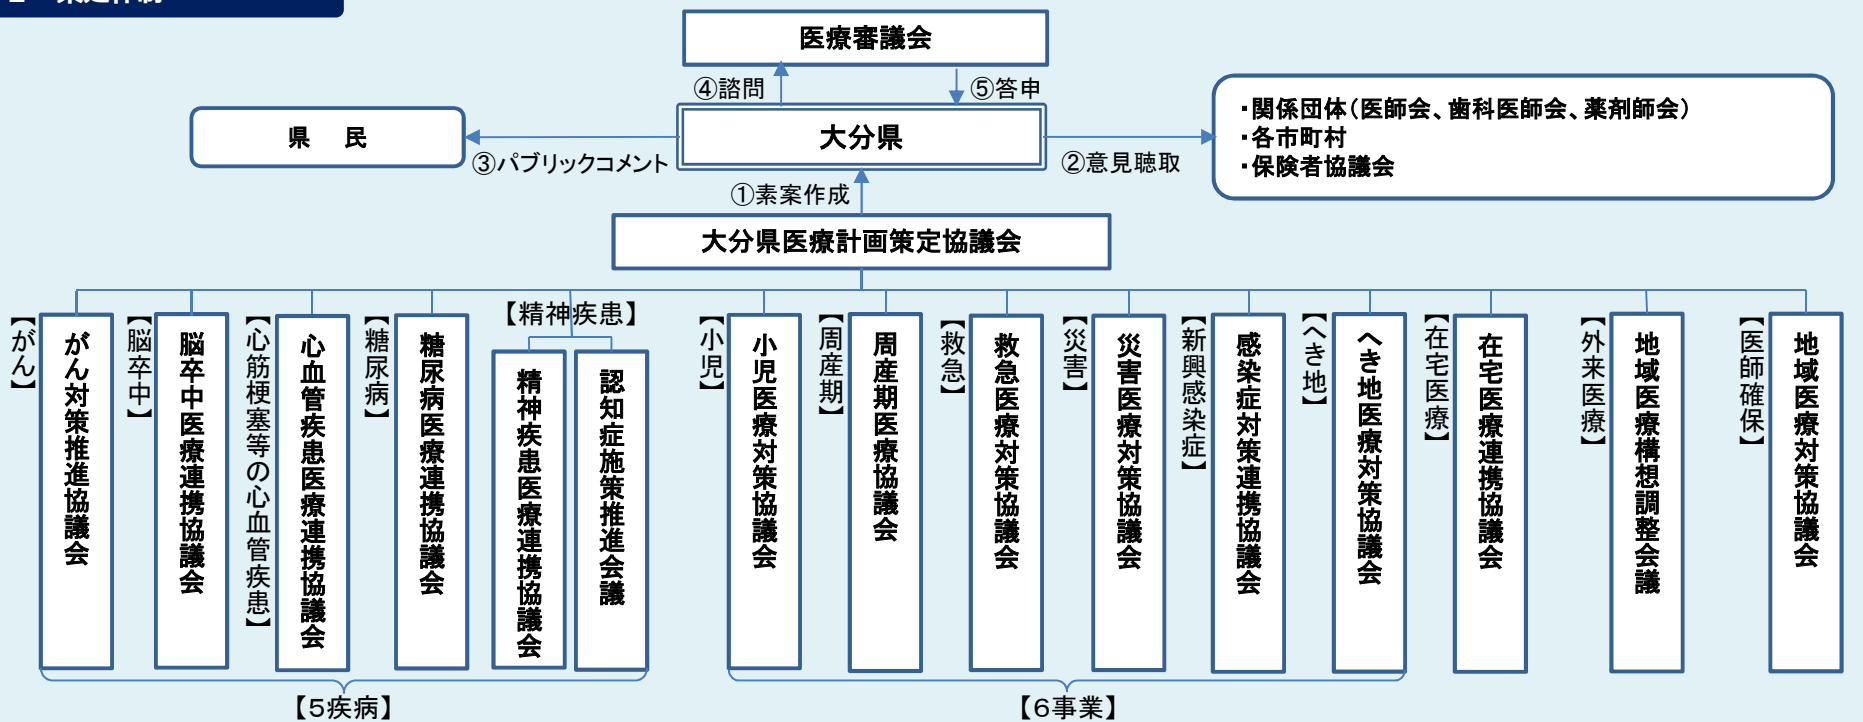 医療審議会
④諮問
⑤答申
県 民
大分県
・関係団体(医師会、歯科医師会、薬剤師会)
・各市町村
・保険者協議会
③パブリックコメント
②意見聴取
①素案作成
大分県医療計画策定協議会
【がん】
がん対策推進協議会
【脳卒中】
脳卒中医療連携協議会
【心筋梗塞等の心血管疾患】
心血管疾患医療連携協議会
【糖尿病】
糖尿病医療連携協議会
【精神疾患】
精神疾患医療連携協議会
認知症施策推進会議
【小児】
小児医療対策協議会
【周産期】
周産期医療協議会
【救急】
救急医療対策協議会
【災害】
災害医療対策協議会
【新興感染症】
感染症対策連携協議会
【へき地】
へき地医療対策協議会
【在宅医療】
在宅医療連携協議会
【外来医療】
地域医療構想調整会議
【医師確保】
地域医療対策協議会
【5疾病】
【6事業】